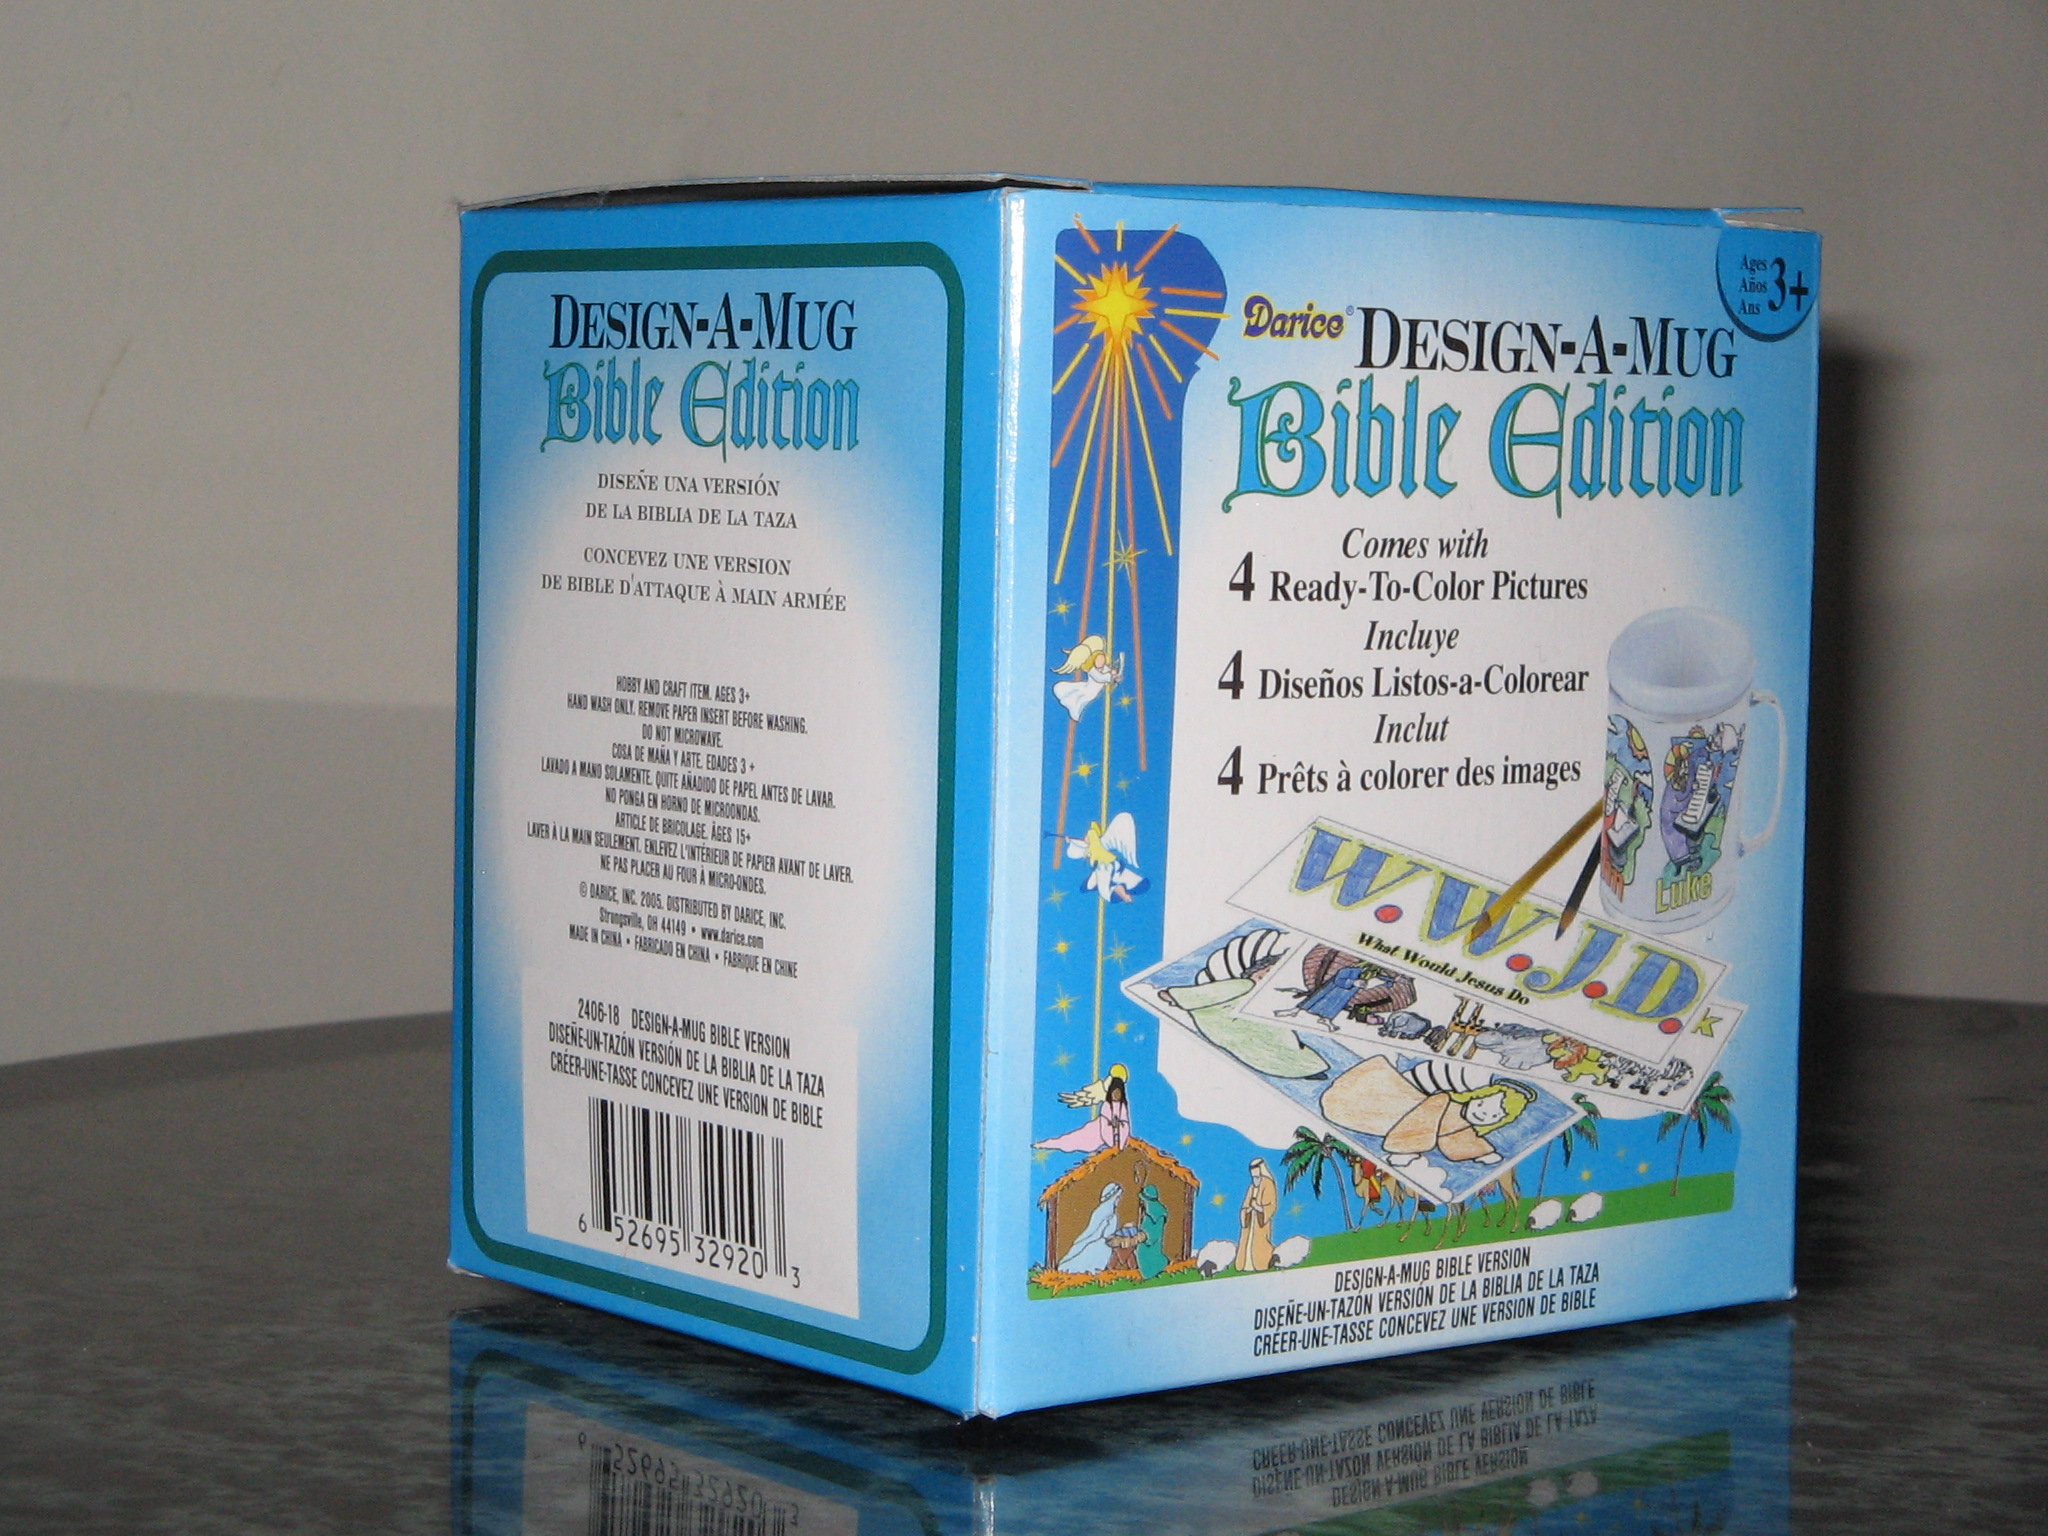 DESIGN-A-MUG
Bible Edition
DISEÑE UNA VERSIÓN
DE LA BIBLIA DE LA TAZA
CONCEVEZ UNE VERSION
DE BIBLE D'ATTAQUE À MAIN ARMÉE
HOBBY AND CRAFT ITEM. AGES 3+
HAND WASH ONLY. REMOVE PAPER INSERT BEFORE WASHING.
DO NOT MICROWAVE.
COSA DE MAÑA Y ARTE. EDADES 3 +
LAVADO A MANO SOLAMENTE. QUITE AÑADIDO DE PAPEL ANTES DE LAVAR.
NO PONGA EN HORNO DE MICROONDAS.
ARTICLE DE BRICOLAGE. ÂGES 15+
LAVER À LA MAIN SEULEMENT. ENLEVEZ L'INTÉRIEUR DE PAPIER AVANT DE LAVER.
NE PAS PLACER AU FOUR À MICRO-ONDES.
© DARICE, INC. 2005. DISTRIBUTED BY DARICE, INC.
Strongsville, OH 44149 • www.darice.com
MADE IN CHINA • FABRICADO EN CHINA • FABRIQUE EN CHINE
2406-18 DESIGN-A-MUG BIBLE VERSION
DISEÑE-UN-TAZÓN VERSIÓN DE LA BIBLIA DE LA TAZA
CRÉER-UNE-TASSE CONCEVEZ UNE VERSION DE BIBLE
6 52695 32920 3
Ages
Años
Ans
3+
Darice® DESIGN-A-MUG
Bible Edition
Comes with
4 Ready-To-Color Pictures
Incluye
4 Diseños Listos-a-Colorear
Inclut
4 Prêts à colorer des images
Luke
W.W.J.D.
What Would Jesus Do
DESIGN-A-MUG BIBLE VERSION
DISEÑE-UN-TAZÓN VERSIÓN DE LA BIBLIA DE LA TAZA
CRÉER-UNE-TASSE CONCEVEZ UNE VERSION DE BIBLE